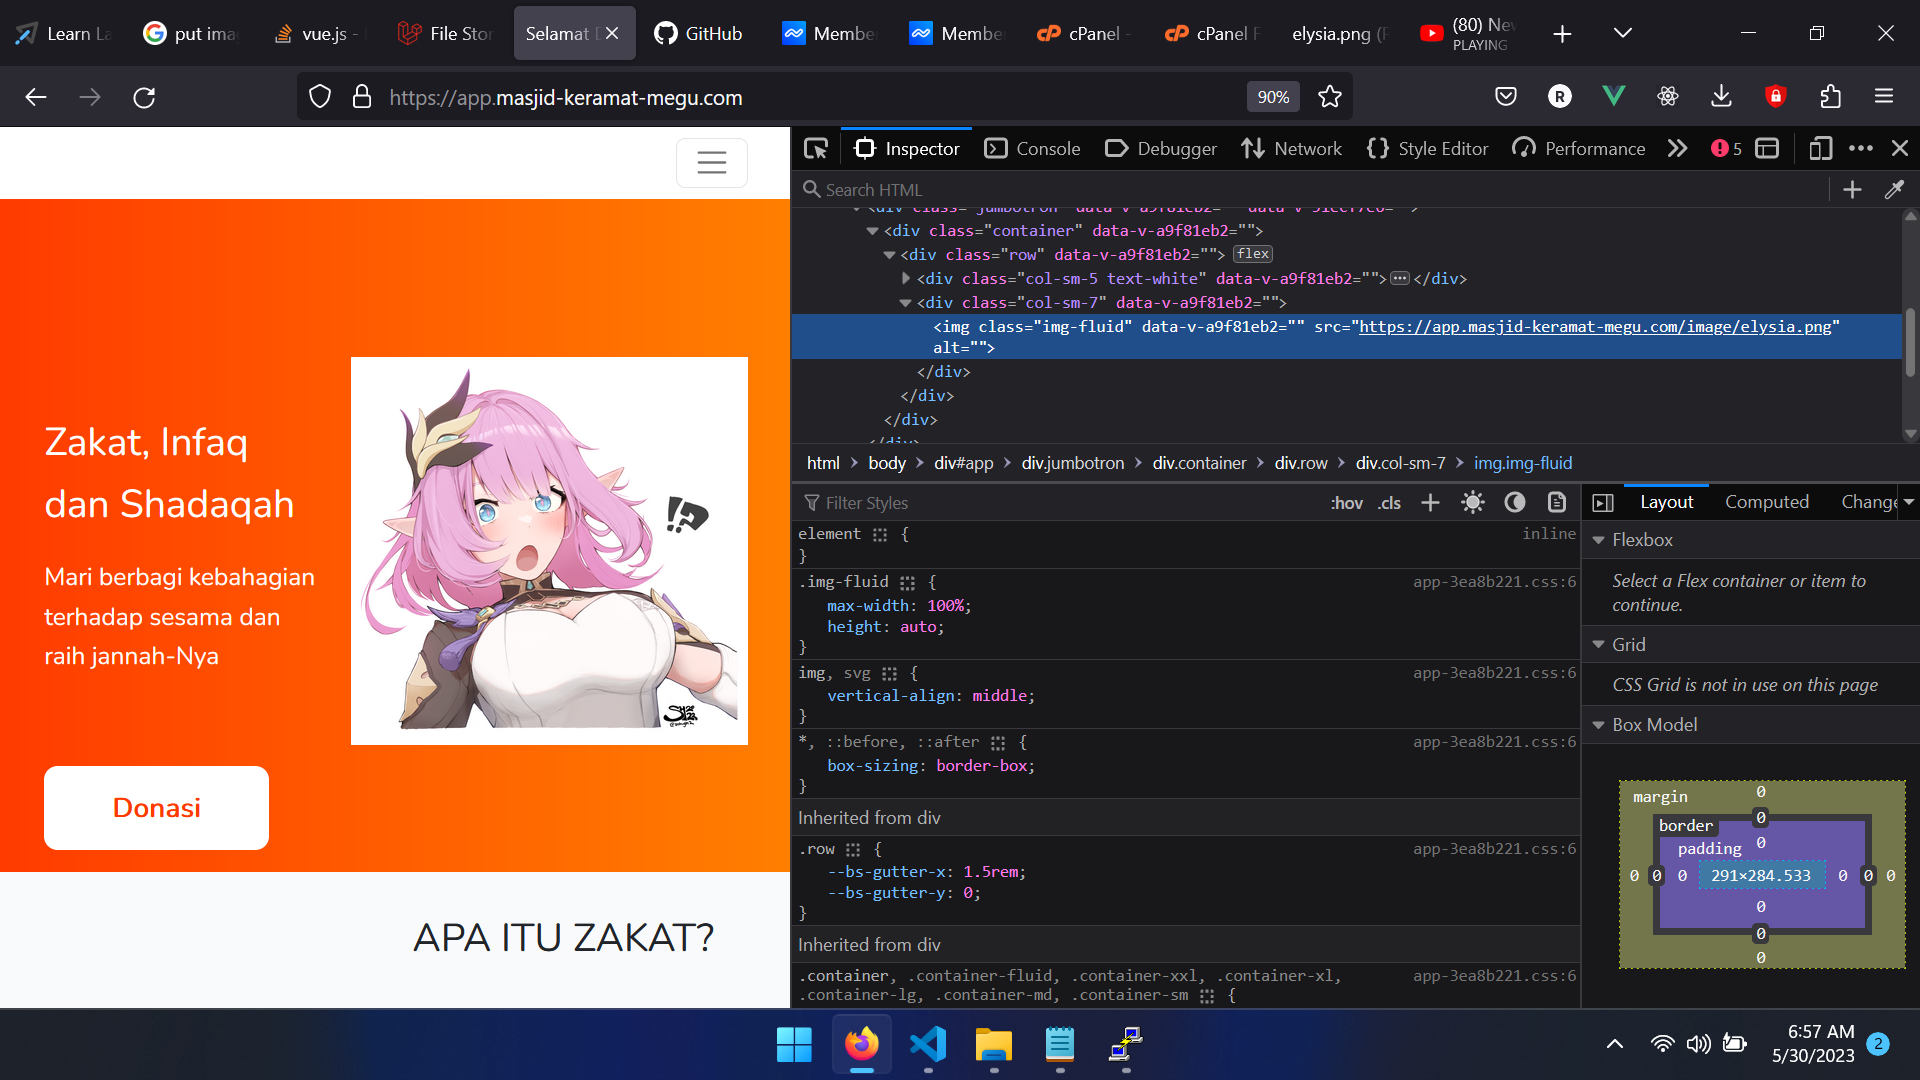 Learn La
put imag
vue.js -
File Stor
Selamat D
GitHub
Membe
Membe
cPanel -
cPanel F
elysia.png (P
(80) New
PLAYING
https://app.masjid-keramat-megu.com
90%
R
Inspector
Console
Debugger
Network
Style Editor
Performance
5
Search HTML
<div class="container" data-v-a9f81eb2="">
<div class="row" data-v-a9f81eb2=""> flex
<div class="col-sm-5 text-white" data-v-a9f81eb2=""> ••• </div>
<div class="col-sm-7" data-v-a9f81eb2="">
<img class="img-fluid" data-v-a9f81eb2="" src="https://app.masjid-keramat-megu.com/image/elysia.png"
alt="">
</div>
</div>
</div>
</div>
html > body > div#app > div.jumbotron > div.container > div.row > div.col-sm-7 > img.img-fluid
Zakat, Infaq
dan Shadaqah
Mari berbagi kebahagian
terhadap sesama dan
raih jannah-Nya
!?
Donasi
APA ITU ZAKAT?
Filter Styles
:hov .cls
element {
inline
}
.img-fluid {
app-3ea8b221.css:6
max-width: 100%;
height: auto;
}
img, svg {
app-3ea8b221.css:6
vertical-align: middle;
}
*, ::before, ::after {
app-3ea8b221.css:6
box-sizing: border-box;
}
Inherited from div
.row {
app-3ea8b221.css:6
--bs-gutter-x: 1.5rem;
--bs-gutter-y: 0;
}
Inherited from div
.container, .container-fluid, .container-xxl, .container-xl,
app-3ea8b221.css:6
.container-lg, .container-md, .container-sm {
Layout
Computed
Change
Flexbox
Select a Flex container or item to
continue.
Grid
CSS Grid is not in use on this page
Box Model
margin
0
border
0
padding
0
0 0 0 291×284.533 0 0 0
0
0
0
6:57 AM
5/30/2023
2